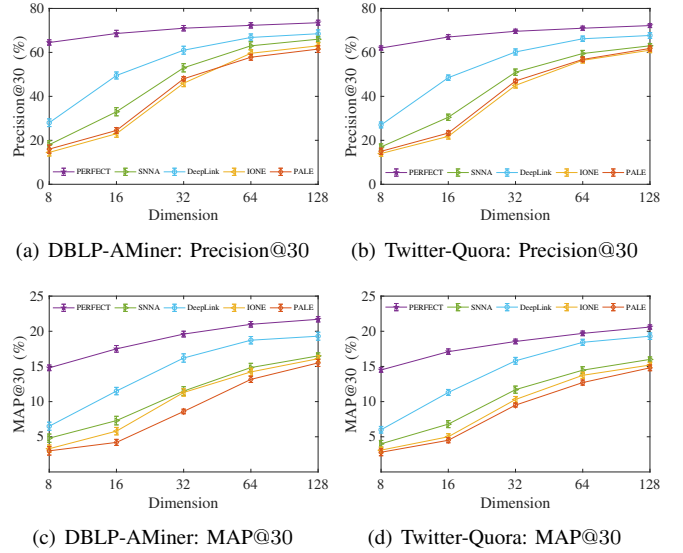 80
60
40
20
0
Precision@30 (%)
PERFECT SNNA DeepLink IONE PALE
8 16 32 64 128
Dimension
(a) DBLP-AMiner: Precision@30
80
60
40
20
0
Precision@30 (%)
PERFECT SNNA DeepLink IONE PALE
8 16 32 64 128
Dimension
(b) Twitter-Quora: Precision@30
25
20
15
10
5
MAP@30 (%)
PERFECT SNNA DeepLink IONE PALE
8 16 32 64 128
Dimension
(c) DBLP-AMiner: MAP@30
25
20
15
10
5
MAP@30 (%)
PERFECT SNNA DeepLink IONE PALE
8 16 32 64 128
Dimension
(d) Twitter-Quora: MAP@30